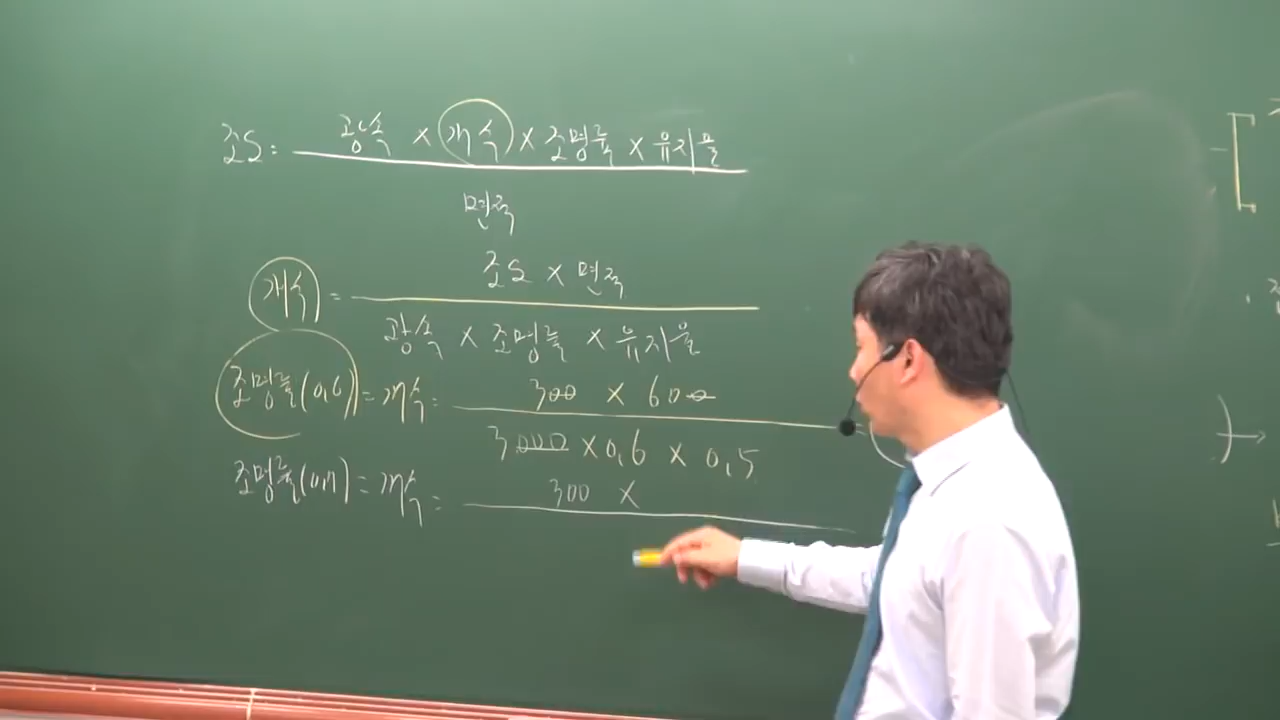 조도 = 광속 × 개수 × 조명률 × 유지율
면적
조도 × 면적
개수 =
광속 × 조명률 × 유지율
300 × 600
조명률(0,6) = 개수 =
3000 × 0,6 × 0,5
300 ×
조명률(0,7) = 개수 =